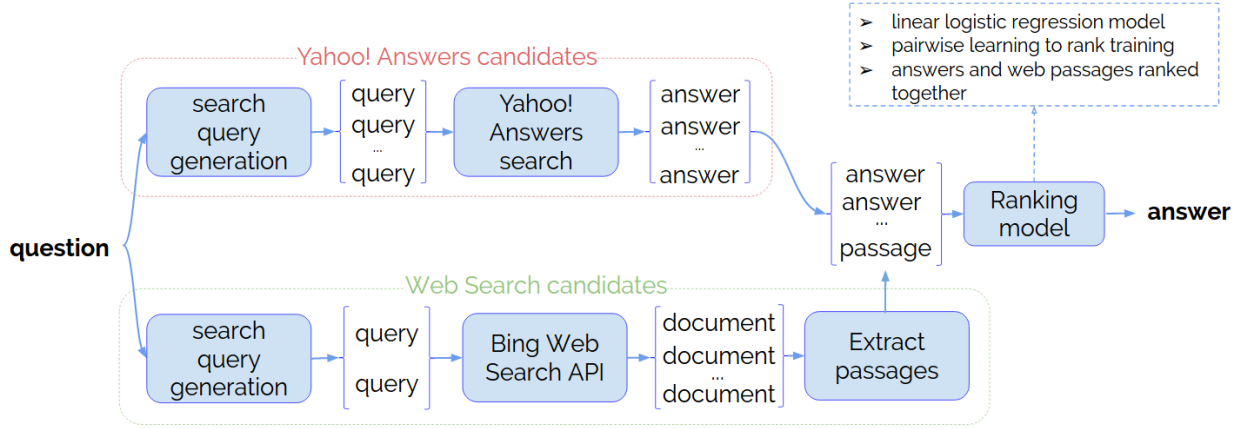 ➢ linear logistic regression model
➢ pairwise learning to rank training
➢ answers and web passages ranked
together
Yahoo! Answers candidates
search
query
generation
query
query
...
query
Yahoo!
Answers
search
answer
answer
...
answer
question
answer
answer
...
passage
Ranking
model
answer
Web Search candidates
search
query
generation
query
query
Bing Web
Search API
document
document
...
document
Extract
passages